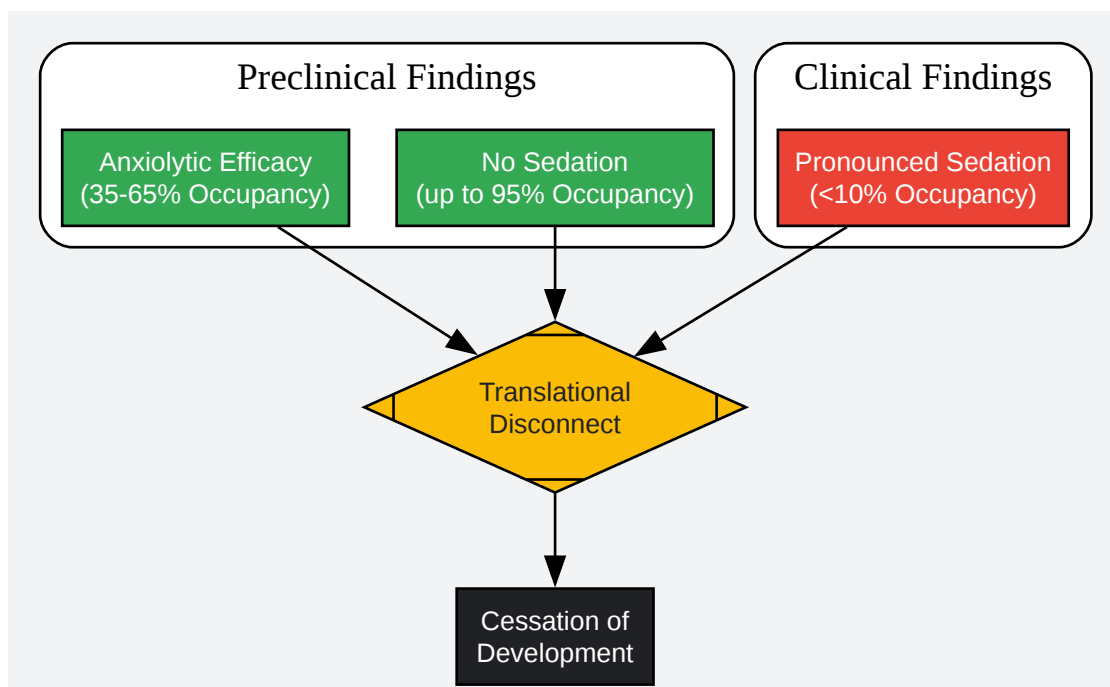 Preclinical Findings
Clinical Findings
Anxiolytic Efficacy
(35-65% Occupancy)
No Sedation
(up to 95% Occupancy)
Pronounced Sedation
(<10% Occupancy)
Translational
Disconnect
Cessation of
Development